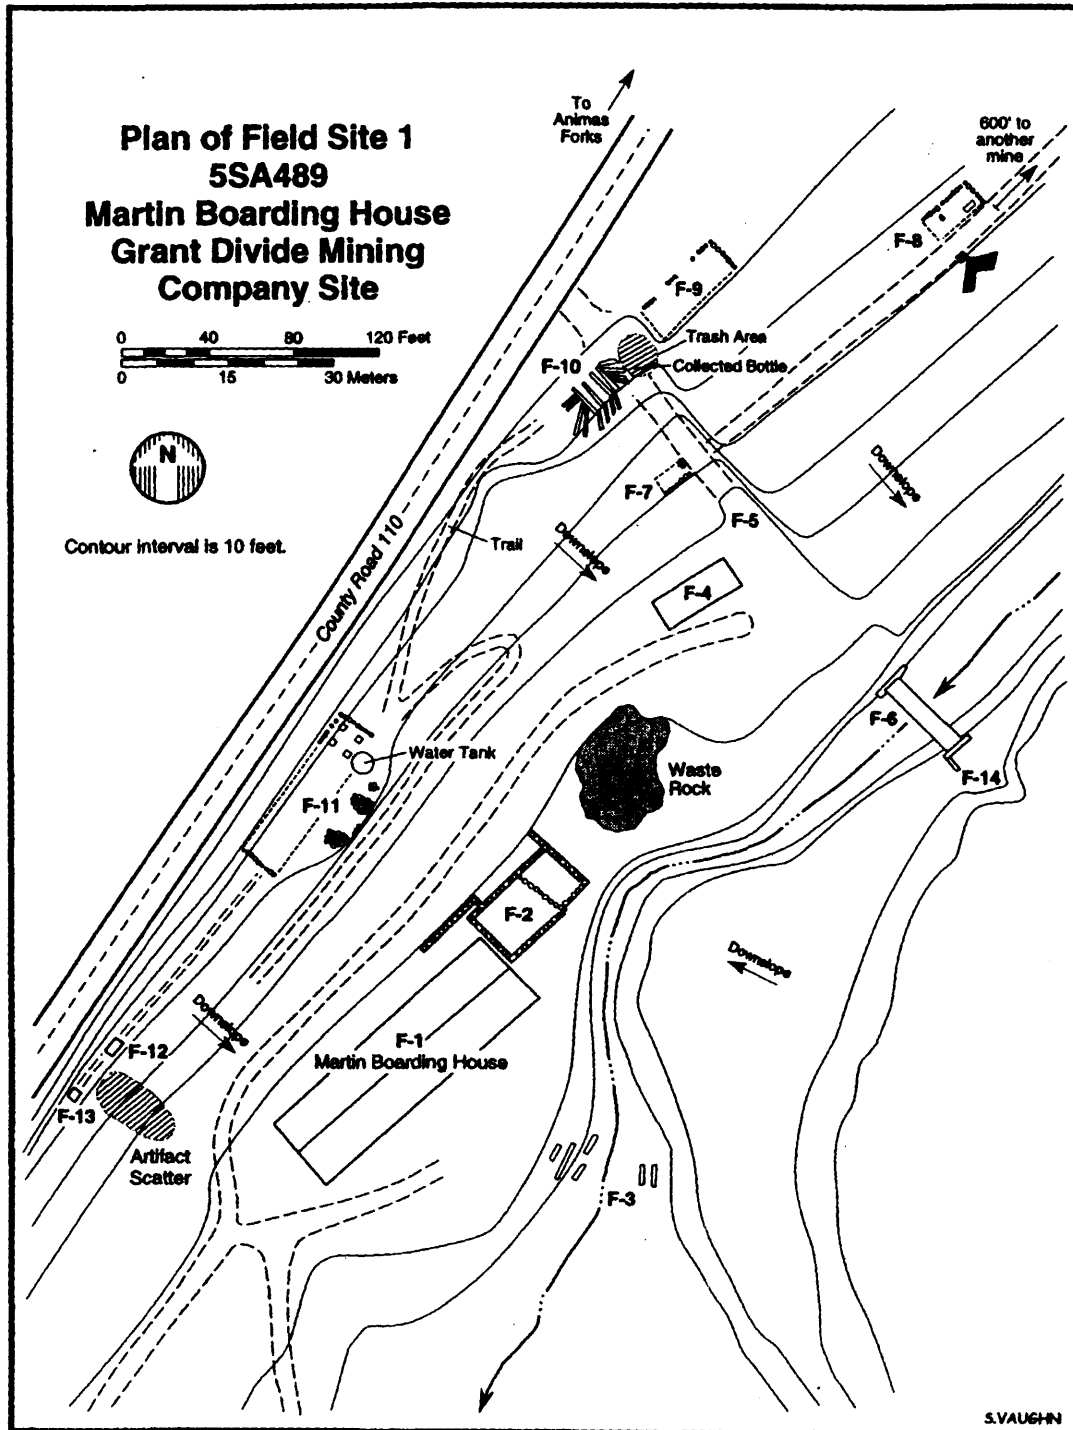 Plan of Field Site 1
5SA489
Martin Boarding House
Grant Divide Mining
Company Site
0 40 80 120 Feet
0 15 30 Meters
N
Contour interval is 10 feet.
To
Animas
Forks
600' to
another
mine
F-8
F-9
Trash Area
Collected Bottle
F-10
Downslope
F-7
F-5
County Road 110
Trail
Downslope
F-4
F-6
F-14
Water Tank
Waste
Rock
F-11
F-2
Downslope
Downslope
F-1
Martin Boarding House
F-12
F-13
Artifact
Scatter
F-3
S.VAUGHN